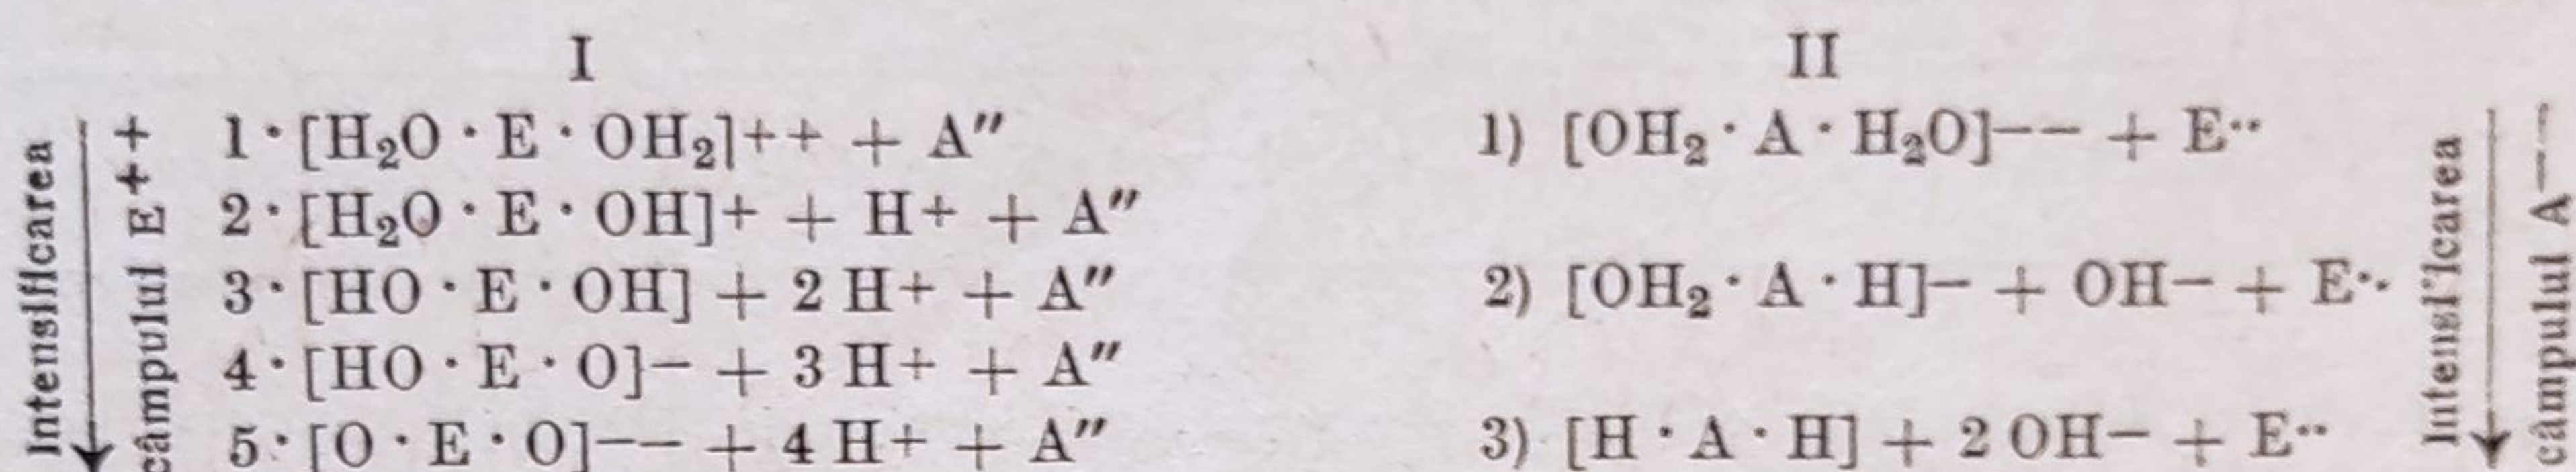 I
Intensificarea
câmpului E++
1·[H₂O · E · OH₂]++ + A″
2·[H₂O · E · OH]+ + H+ + A″
3·[HO · E · OH] + 2 H+ + A″
4·[HO · E · O]— + 3 H+ + A″
5·[O · E · O]—— + 4 H+ + A″
II
1) [OH₂ · A · H₂O]—— + E··
2) [OH₂ · A · H]— + OH— + E··
3) [H · A · H] + 2 OH— + E··
Intensificarea
câmpului A——